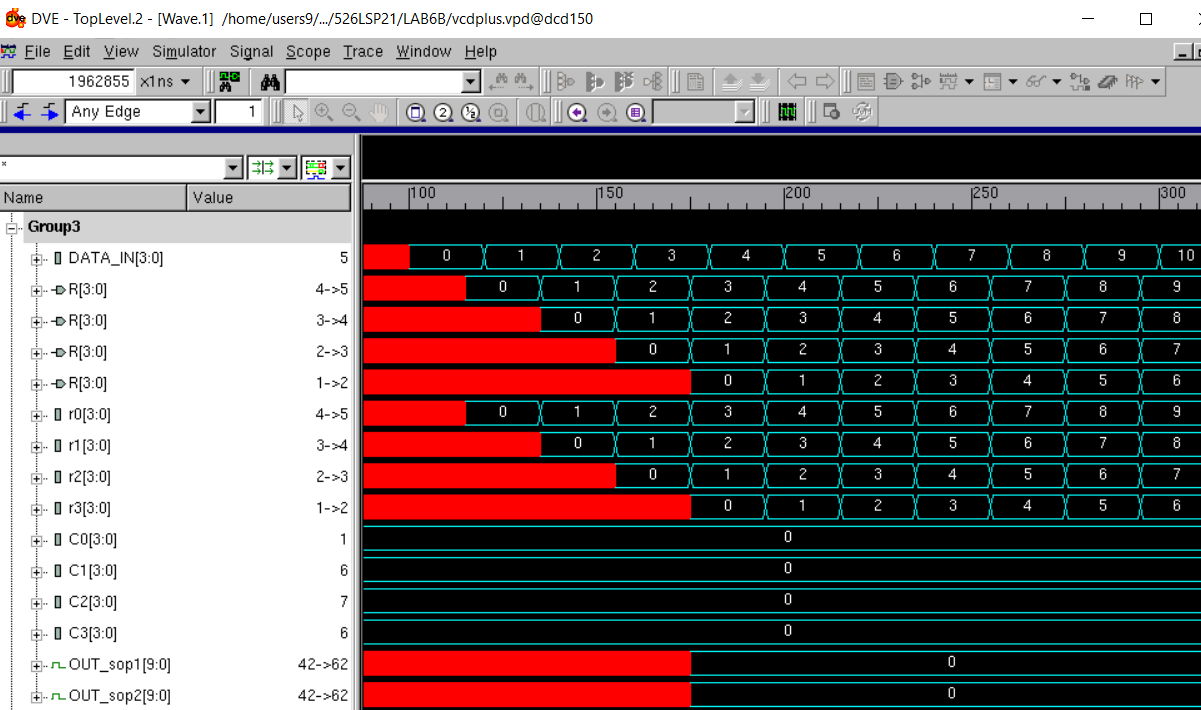 DVE - TopLevel.2 - [Wave.1] /home/users9/.../526LSP21/LAB6B/vcdplus.vpd@dcd150
File Edit View Simulator Signal Scope Trace Window Help
1962855 x1ns
Any Edge 1 2 ½
*
Name Value 100 150 200 250 300
Group3
DATA_IN[3:0] 5 0 1 2 3 4 5 6 7 8 9 10
R[3:0] 4->5 0 1 2 3 4 5 6 7 8 9
R[3:0] 3->4 0 1 2 3 4 5 6 7 8
R[3:0] 2->3 0 1 2 3 4 5 6 7
R[3:0] 1->2 0 1 2 3 4 5 6
r0[3:0] 4->5 0 1 2 3 4 5 6 7 8 9
r1[3:0] 3->4 0 1 2 3 4 5 6 7 8
r2[3:0] 2->3 0 1 2 3 4 5 6 7
r3[3:0] 1->2 0 1 2 3 4 5 6
C0[3:0] 1 0
C1[3:0] 6 0
C2[3:0] 7 0
C3[3:0] 6 0
OUT_sop1[9:0] 42->62 0
OUT_sop2[9:0] 42->62 0